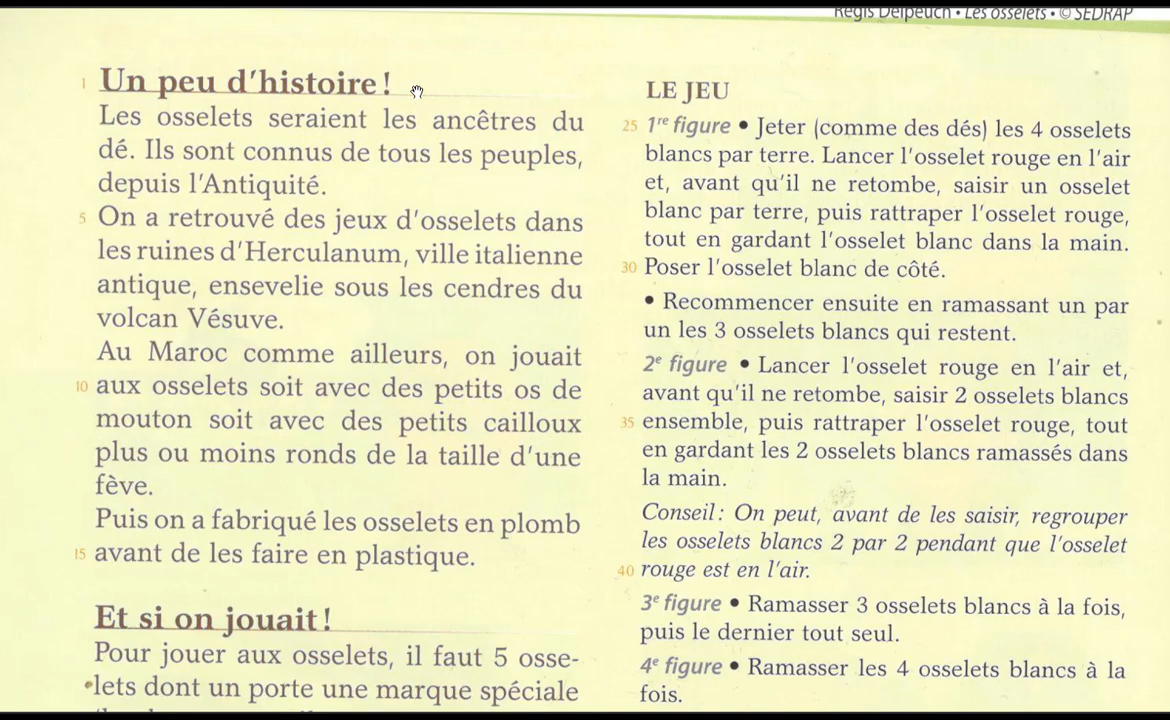 Régis Delpeuch • Les osselets • © SEDRAP
1 Un peu d'histoire !
Les osselets seraient les ancêtres du
dé. Ils sont connus de tous les peuples,
depuis l'Antiquité.
5 On a retrouvé des jeux d'osselets dans
les ruines d'Herculanum, ville italienne
antique, ensevelie sous les cendres du
volcan Vésuve.
Au Maroc comme ailleurs, on jouait
10 aux osselets soit avec des petits os de
mouton soit avec des petits cailloux
plus ou moins ronds de la taille d'une
fève.
Puis on a fabriqué les osselets en plomb
15 avant de les faire en plastique.
Et si on jouait !
Pour jouer aux osselets, il faut 5 osse-
lets dont un porte une marque spéciale
LE JEU
25 1re figure • Jeter (comme des dés) les 4 osselets
blancs par terre. Lancer l'osselet rouge en l'air
et, avant qu'il ne retombe, saisir un osselet
blanc par terre, puis rattraper l'osselet rouge,
tout en gardant l'osselet blanc dans la main.
30 Poser l'osselet blanc de côté.
• Recommencer ensuite en ramassant un par
un les 3 osselets blancs qui restent.
2e figure • Lancer l'osselet rouge en l'air et,
avant qu'il ne retombe, saisir 2 osselets blancs
35 ensemble, puis rattraper l'osselet rouge, tout
en gardant les 2 osselets blancs ramassés dans
la main.
Conseil : On peut, avant de les saisir, regrouper
les osselets blancs 2 par 2 pendant que l'osselet
40 rouge est en l'air.
3e figure • Ramasser 3 osselets blancs à la fois,
puis le dernier tout seul.
4e figure • Ramasser les 4 osselets blancs à la
fois.